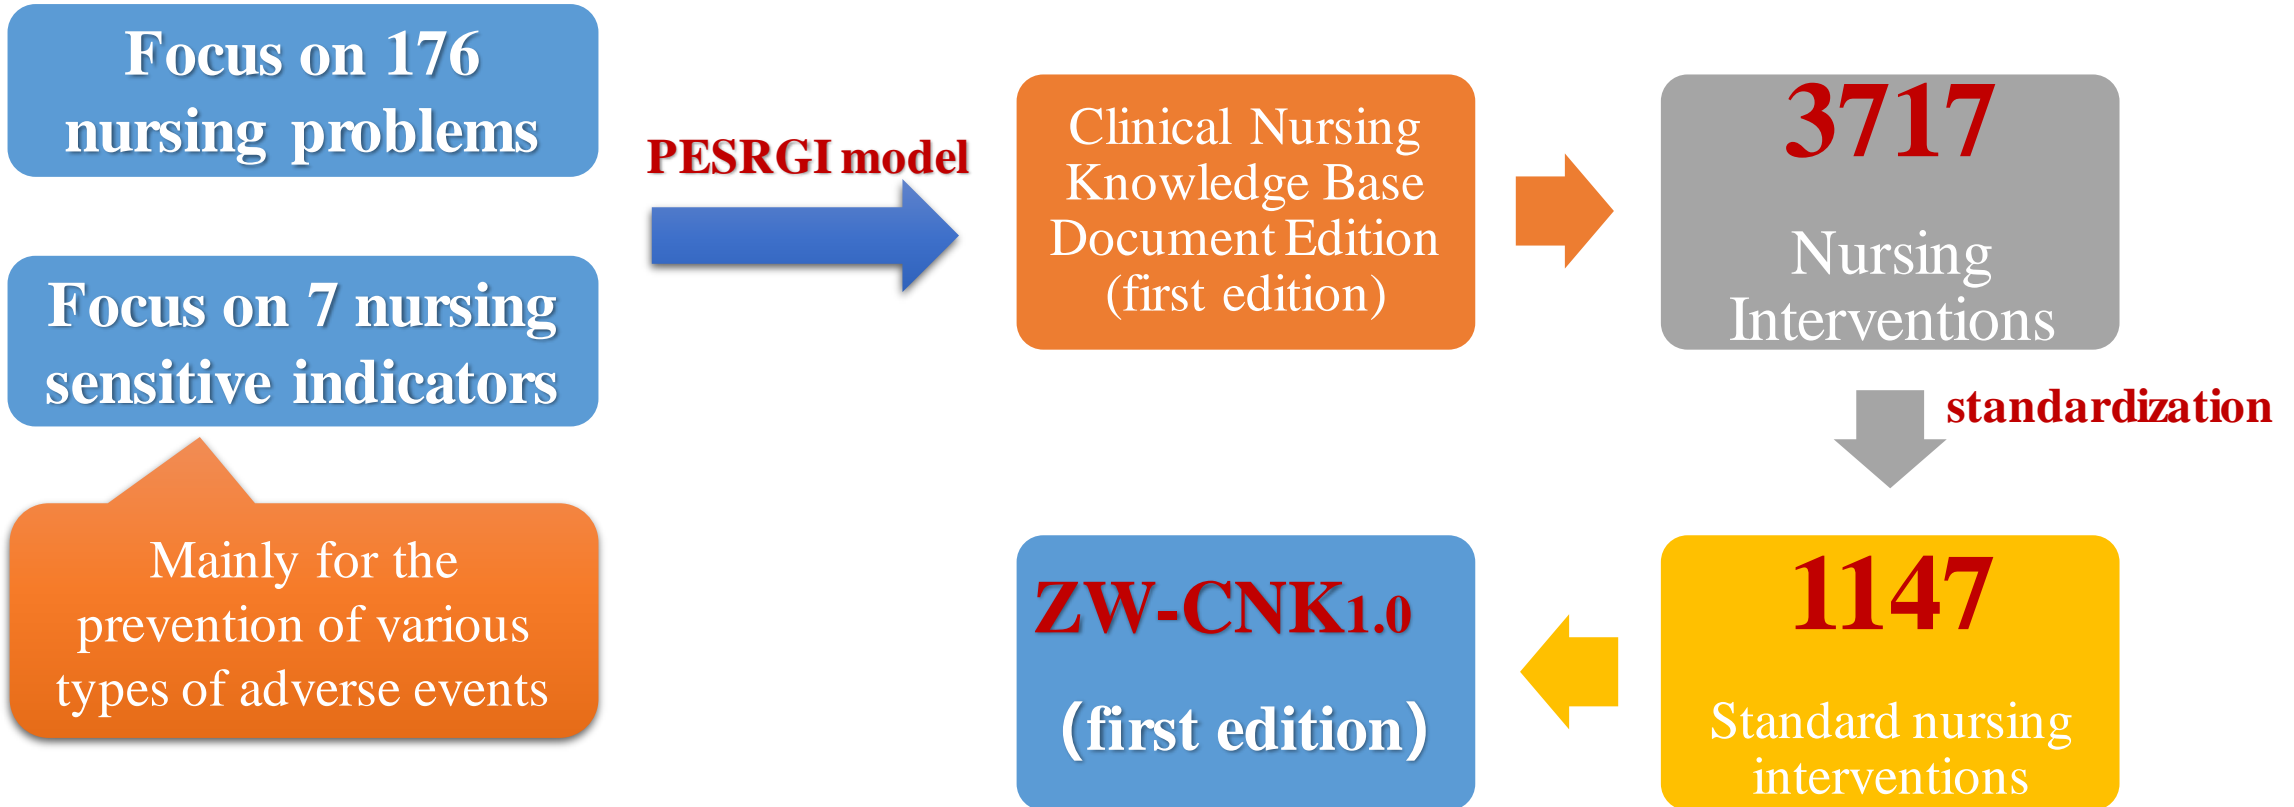 Focus on 176
nursing problems
Focus on 7 nursing
sensitive indicators
Mainly for the
prevention of various
types of adverse events
PESRGI model
Clinical Nursing
Knowledge Base
Document Edition
(first edition)
3717
Nursing
Interventions
standardization
1147
Standard nursing
interventions
ZW-CNK1.0
(first edition)